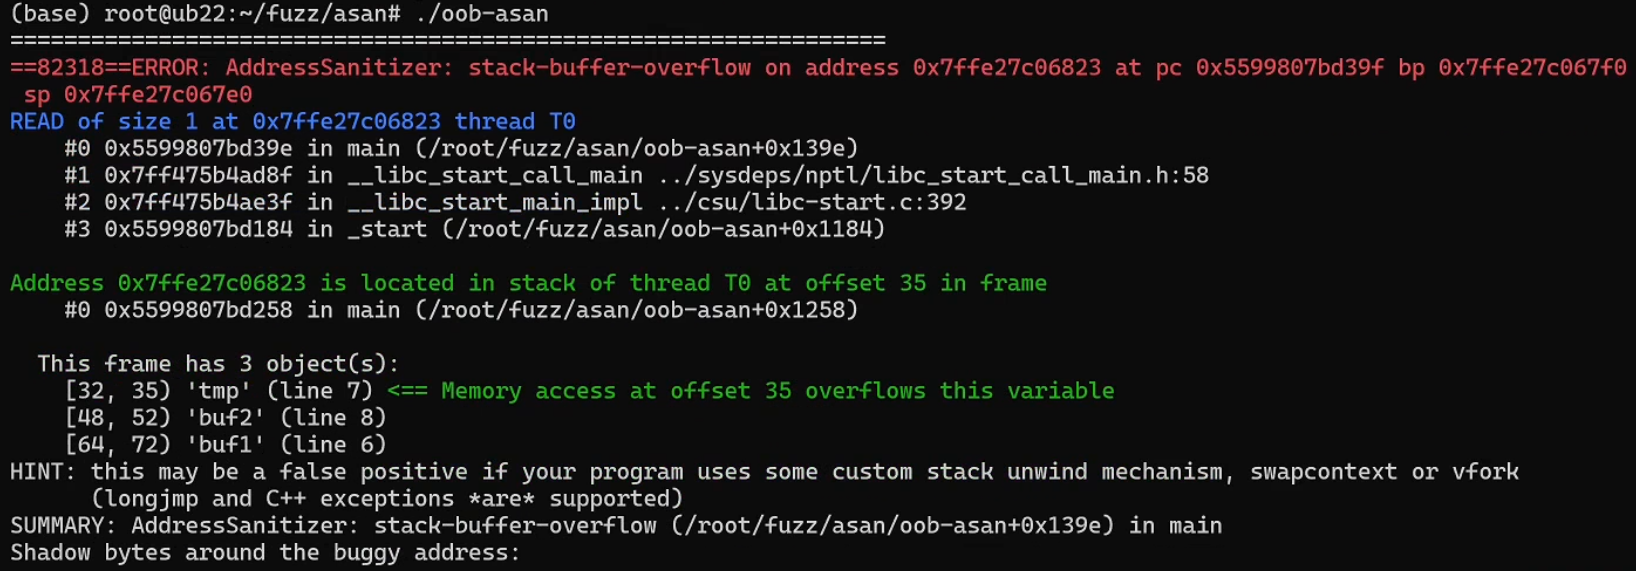 (base) root@ub22:~/fuzz/asan# ./oob-asan
=================================================================
==82318==ERROR: AddressSanitizer: stack-buffer-overflow on address 0x7ffe27c06823 at pc 0x5599807bd39f bp 0x7ffe27c067f0
 sp 0x7ffe27c067e0
READ of size 1 at 0x7ffe27c06823 thread T0
    #0 0x5599807bd39e in main (/root/fuzz/asan/oob-asan+0x139e)
    #1 0x7ff475b4ad8f in __libc_start_call_main ../sysdeps/nptl/libc_start_call_main.h:58
    #2 0x7ff475b4ae3f in __libc_start_main_impl ../csu/libc-start.c:392
    #3 0x5599807bd184 in _start (/root/fuzz/asan/oob-asan+0x1184)

Address 0x7ffe27c06823 is located in stack of thread T0 at offset 35 in frame
    #0 0x5599807bd258 in main (/root/fuzz/asan/oob-asan+0x1258)

  This frame has 3 object(s):
    [32, 35) 'tmp' (line 7) <== Memory access at offset 35 overflows this variable
    [48, 52) 'buf2' (line 8)
    [64, 72) 'buf1' (line 6)
HINT: this may be a false positive if your program uses some custom stack unwind mechanism, swapcontext or vfork
      (longjmp and C++ exceptions *are* supported)
SUMMARY: AddressSanitizer: stack-buffer-overflow (/root/fuzz/asan/oob-asan+0x139e) in main
Shadow bytes around the buggy address: